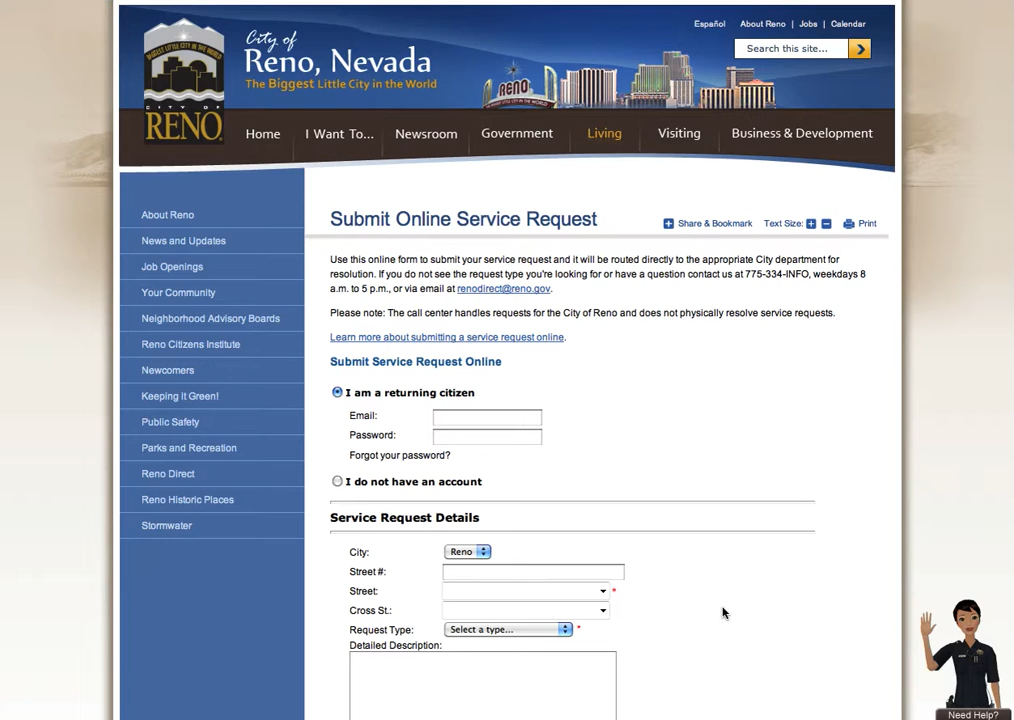 Español About Reno | Jobs | Calendar
City of
Reno, Nevada
The Biggest Little City in the World
Search this site...
BIGGEST LITTLE CITY IN THE WORLD
CITY OF
RENO
RENO
Home I Want To... Newsroom Government Living Visiting Business & Development
About Reno
News and Updates
Job Openings
Your Community
Neighborhood Advisory Boards
Reno Citizens Institute
Newcomers
Keeping it Green!
Public Safety
Parks and Recreation
Reno Direct
Reno Historic Places
Stormwater
Submit Online Service Request
Share & Bookmark Text Size: Print
Use this online form to submit your service request and it will be routed directly to the appropriate City department for
resolution. If you do not see the request type you're looking for or have a question contact us at 775-334-INFO, weekdays 8
a.m. to 5 p.m., or via email at renodirect@reno.gov.
Please note: The call center handles requests for the City of Reno and does not physically resolve service requests.
Learn more about submitting a service request online.
Submit Service Request Online
I am a returning citizen
Email:
Password:
Forgot your password?
I do not have an account
Service Request Details
City: Reno
Street #:
Street: *
Cross St.:
Request Type: Select a type... *
Detailed Description:
Need Help?